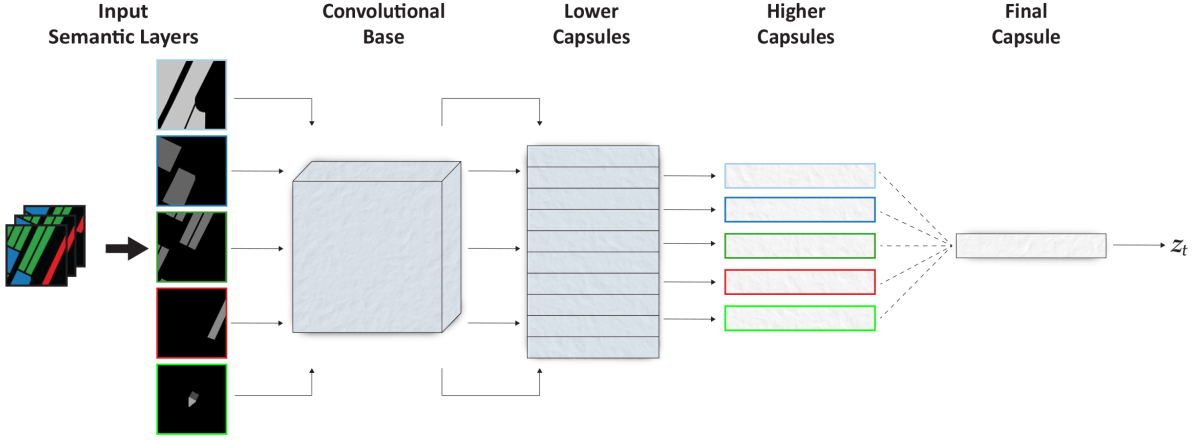 Input
Semantic Layers
Convolutional
Base
Lower
Capsules
Higher
Capsules
Final
Capsule
z_t